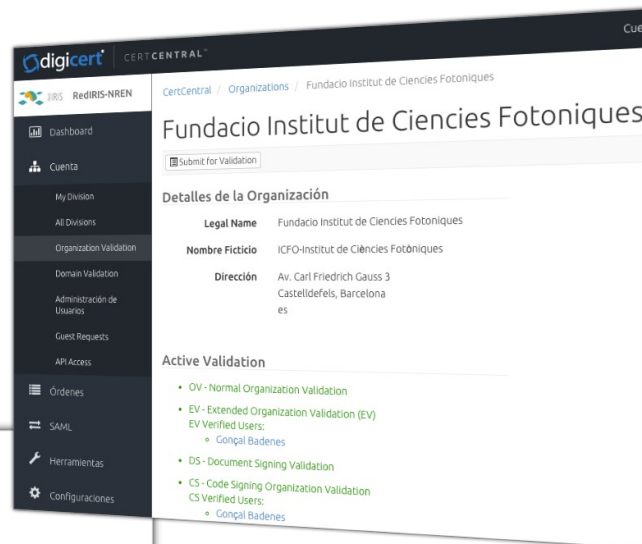 digicert CERTCENTRAL
Cue
RedIRIS-NREN
CertCentral / Organizations / Fundacio Institut de Ciencies Fotoniques
Fundacio Institut de Ciencies Fotoniques
Submit for Validation
Dashboard
Cuenta
My Division
All Divisions
Organization Validation
Domain Validation
Administración de
Usuarios
Guest Requests
API Access
Órdenes
SAML
Herramientas
Configuraciones
Detalles de la Organización
Legal Name Fundacio Institut de Ciencies Fotoniques
Nombre Ficticio ICFO-Institut de Ciències Fotòniques
Dirección Av. Carl Friedrich Gauss 3
Castelldefels, Barcelona
es
Active Validation
OV - Normal Organization Validation
EV - Extended Organization Validation (EV)
EV Verified Users:
Gonçal Badenes
DS - Document Signing Validation
CS - Code Signing Organization Validation
CS Verified Users:
Gonçal Badenes